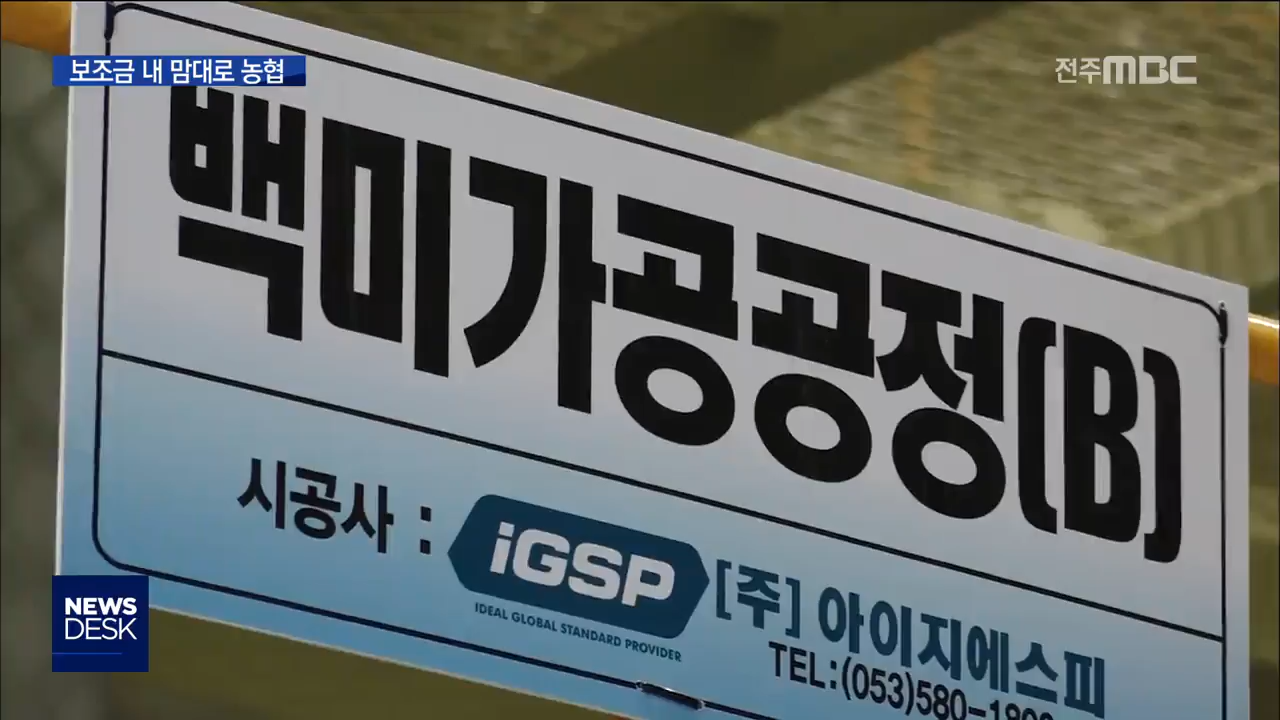 보조금 내 맘대로 농협
전주MBC
백미가공공정(B)
시공사 : iGSP [주] 아이지에스피
IDEAL GLOBAL STANDARD PROVIDER
TEL:(053)580-
NEWS
DESK